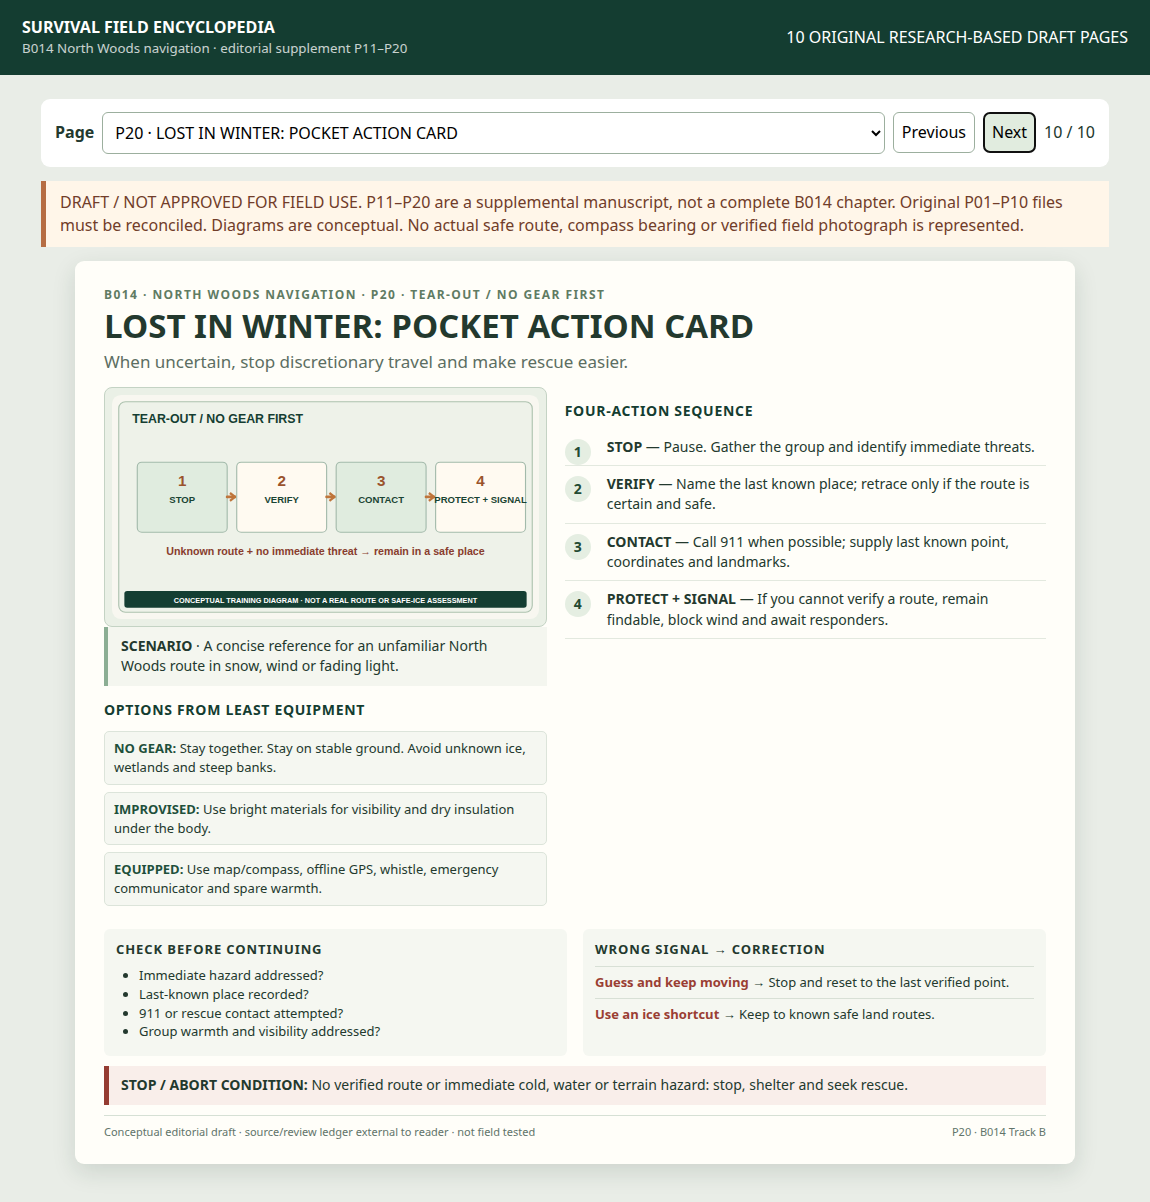 SURVIVAL FIELD ENCYCLOPEDIA
B014 North Woods navigation · editorial supplement P11–P20
10 ORIGINAL RESEARCH-BASED DRAFT PAGES
Page
P20 · LOST IN WINTER: POCKET ACTION CARD
Previous
Next
10 / 10
DRAFT / NOT APPROVED FOR FIELD USE. P11–P20 are a supplemental manuscript, not a complete B014 chapter. Original P01–P10 files
must be reconciled. Diagrams are conceptual. No actual safe route, compass bearing or verified field photograph is represented.
B014 · NORTH WOODS NAVIGATION · P20 · TEAR-OUT / NO GEAR FIRST
LOST IN WINTER: POCKET ACTION CARD
When uncertain, stop discretionary travel and make rescue easier.
TEAR-OUT / NO GEAR FIRST
1
STOP
2
VERIFY
3
CONTACT
4
PROTECT + SIGNAL
Unknown route + no immediate threat → remain in a safe place
CONCEPTUAL TRAINING DIAGRAM · NOT A REAL ROUTE OR SAFE-ICE ASSESSMENT
SCENARIO · A concise reference for an unfamiliar North
Woods route in snow, wind or fading light.
OPTIONS FROM LEAST EQUIPMENT
NO GEAR: Stay together. Stay on stable ground. Avoid unknown ice,
wetlands and steep banks.
IMPROVISED: Use bright materials for visibility and dry insulation
under the body.
EQUIPPED: Use map/compass, offline GPS, whistle, emergency
communicator and spare warmth.
FOUR-ACTION SEQUENCE
1 STOP — Pause. Gather the group and identify immediate threats.
2 VERIFY — Name the last known place; retrace only if the route is
certain and safe.
3 CONTACT — Call 911 when possible; supply last known point,
coordinates and landmarks.
4 PROTECT + SIGNAL — If you cannot verify a route, remain
findable, block wind and await responders.
CHECK BEFORE CONTINUING
• Immediate hazard addressed?
• Last-known place recorded?
• 911 or rescue contact attempted?
• Group warmth and visibility addressed?
WRONG SIGNAL → CORRECTION
Guess and keep moving → Stop and reset to the last verified point.
Use an ice shortcut → Keep to known safe land routes.
STOP / ABORT CONDITION: No verified route or immediate cold, water or terrain hazard: stop, shelter and seek rescue.
Conceptual editorial draft · source/review ledger external to reader · not field tested
P20 · B014 Track B